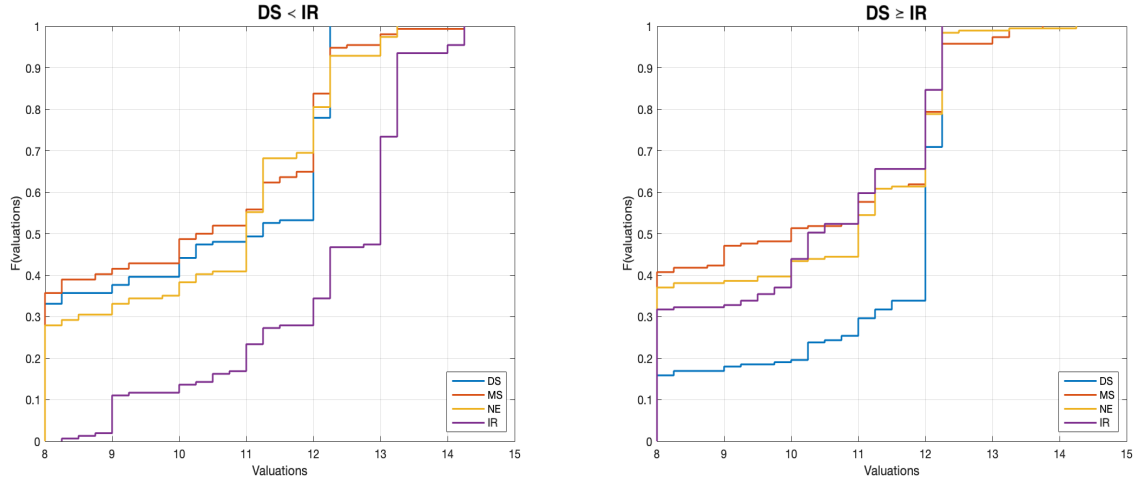 DS < IR
1
0.9
0.8
0.7
0.6
0.5
0.4
0.3
0.2
0.1
0
F(valuations)
8 9 10 11 12 13 14 15
Valuations
DS
MS
NE
IR
DS ≥ IR
1
0.9
0.8
0.7
0.6
0.5
0.4
0.3
0.2
0.1
0
F(valuations)
8 9 10 11 12 13 14 15
Valuations
DS
MS
NE
IR